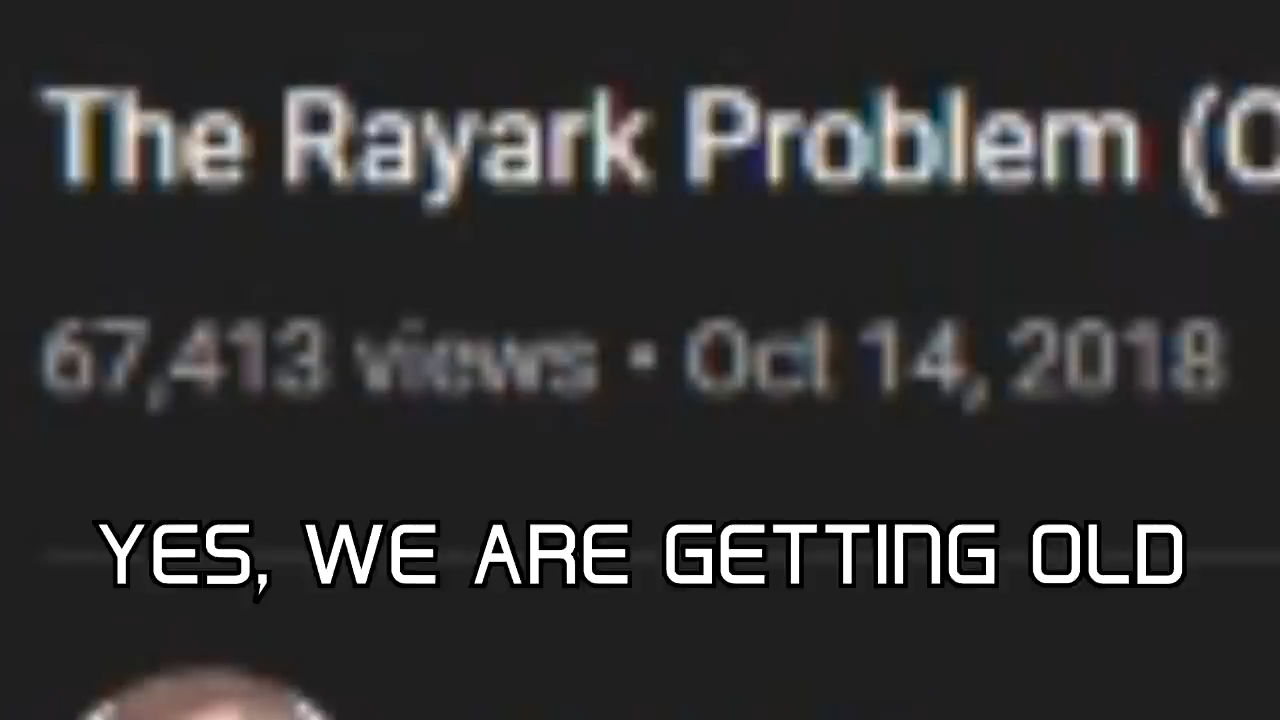 The Rayark Problem (
67,413 views • Oct 14, 2018
YES, WE ARE GETTING OLD